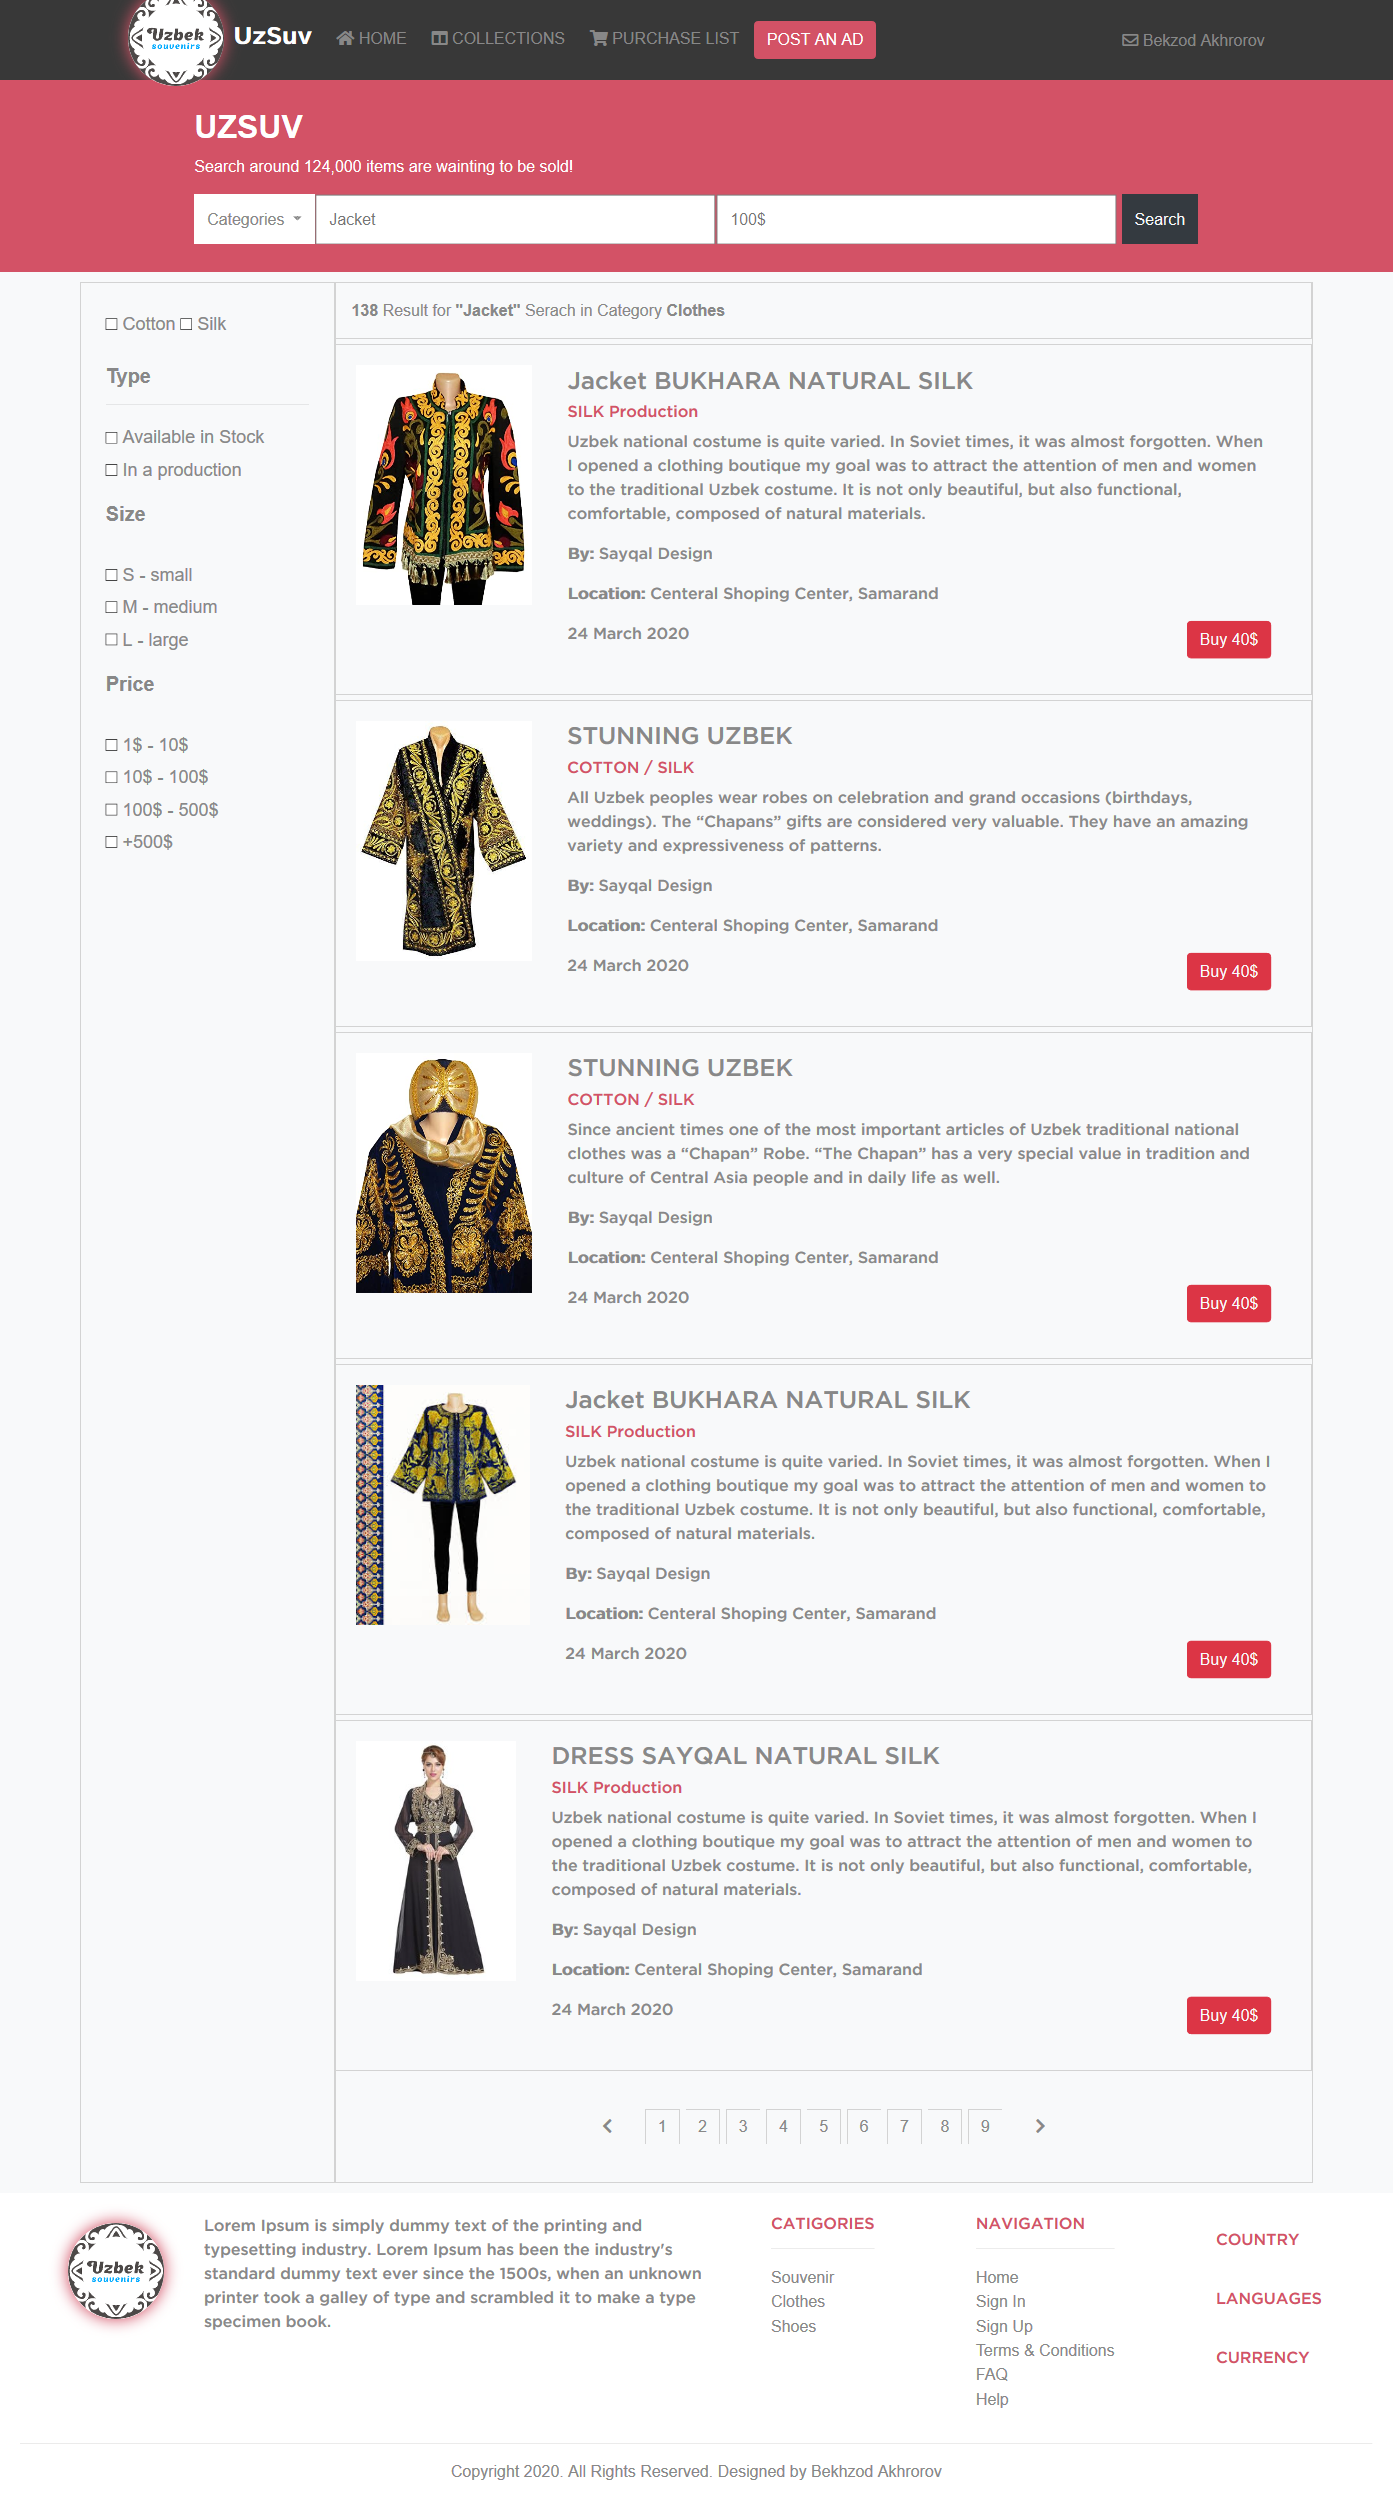 Uzbek
souvenirs
UzSuv
HOME
COLLECTIONS
PURCHASE LIST
POST AN AD
Bekzod Akhrorov
UZSUV
Search around 124,000 items are wainting to be sold!
Categories
Jacket
100$
Search
Cotton Silk
Type
Available in Stock
In a production
Size
S - small
M - medium
L - large
Price
1$ - 10$
10$ - 100$
100$ - 500$
+500$
138 Result for "Jacket" Serach in Category Clothes
Jacket BUKHARA NATURAL SILK
SILK Production
Uzbek national costume is quite varied. In Soviet times, it was almost forgotten. When
I opened a clothing boutique my goal was to attract the attention of men and women
to the traditional Uzbek costume. It is not only beautiful, but also functional,
comfortable, composed of natural materials.
By: Sayqal Design
Location: Centeral Shoping Center, Samarand
24 March 2020
Buy 40$
STUNNING UZBEK
COTTON / SILK
All Uzbek peoples wear robes on celebration and grand occasions (birthdays,
weddings). The “Chapans” gifts are considered very valuable. They have an amazing
variety and expressiveness of patterns.
By: Sayqal Design
Location: Centeral Shoping Center, Samarand
24 March 2020
Buy 40$
STUNNING UZBEK
COTTON / SILK
Since ancient times one of the most important articles of Uzbek traditional national
clothes was a “Chapan” Robe. “The Chapan” has a very special value in tradition and
culture of Central Asia people and in daily life as well.
By: Sayqal Design
Location: Centeral Shoping Center, Samarand
24 March 2020
Buy 40$
Jacket BUKHARA NATURAL SILK
SILK Production
Uzbek national costume is quite varied. In Soviet times, it was almost forgotten. When I
opened a clothing boutique my goal was to attract the attention of men and women to
the traditional Uzbek costume. It is not only beautiful, but also functional, comfortable,
composed of natural materials.
By: Sayqal Design
Location: Centeral Shoping Center, Samarand
24 March 2020
Buy 40$
DRESS SAYQAL NATURAL SILK
SILK Production
Uzbek national costume is quite varied. In Soviet times, it was almost forgotten. When I
opened a clothing boutique my goal was to attract the attention of men and women to
the traditional Uzbek costume. It is not only beautiful, but also functional, comfortable,
composed of natural materials.
By: Sayqal Design
Location: Centeral Shoping Center, Samarand
24 March 2020
Buy 40$
1 2 3 4 5 6 7 8 9
Uzbek
souvenirs
Lorem Ipsum is simply dummy text of the printing and
typesetting industry. Lorem Ipsum has been the industry's
standard dummy text ever since the 1500s, when an unknown
printer took a galley of type and scrambled it to make a type
specimen book.
CATIGORIES
Souvenir
Clothes
Shoes
NAVIGATION
Home
Sign In
Sign Up
Terms & Conditions
FAQ
Help
COUNTRY
LANGUAGES
CURRENCY
Copyright 2020. All Rights Reserved. Designed by Bekhzod Akhrorov